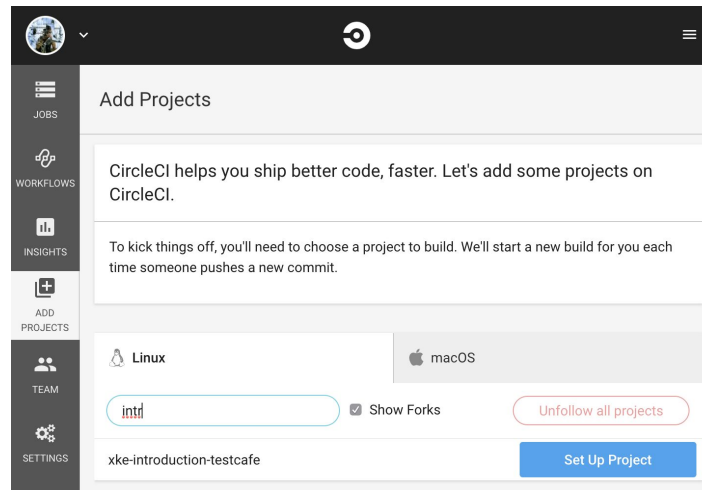 JOBS
WORKFLOWS
INSIGHTS
ADD
PROJECTS
TEAM
SETTINGS
Add Projects
CircleCI helps you ship better code, faster. Let's add some projects on
CircleCI.
To kick things off, you'll need to choose a project to build. We'll start a new build for you each
time someone pushes a new commit.
Linux
macOS
intr
Show Forks
Unfollow all projects
xke-introduction-testcafe
Set Up Project